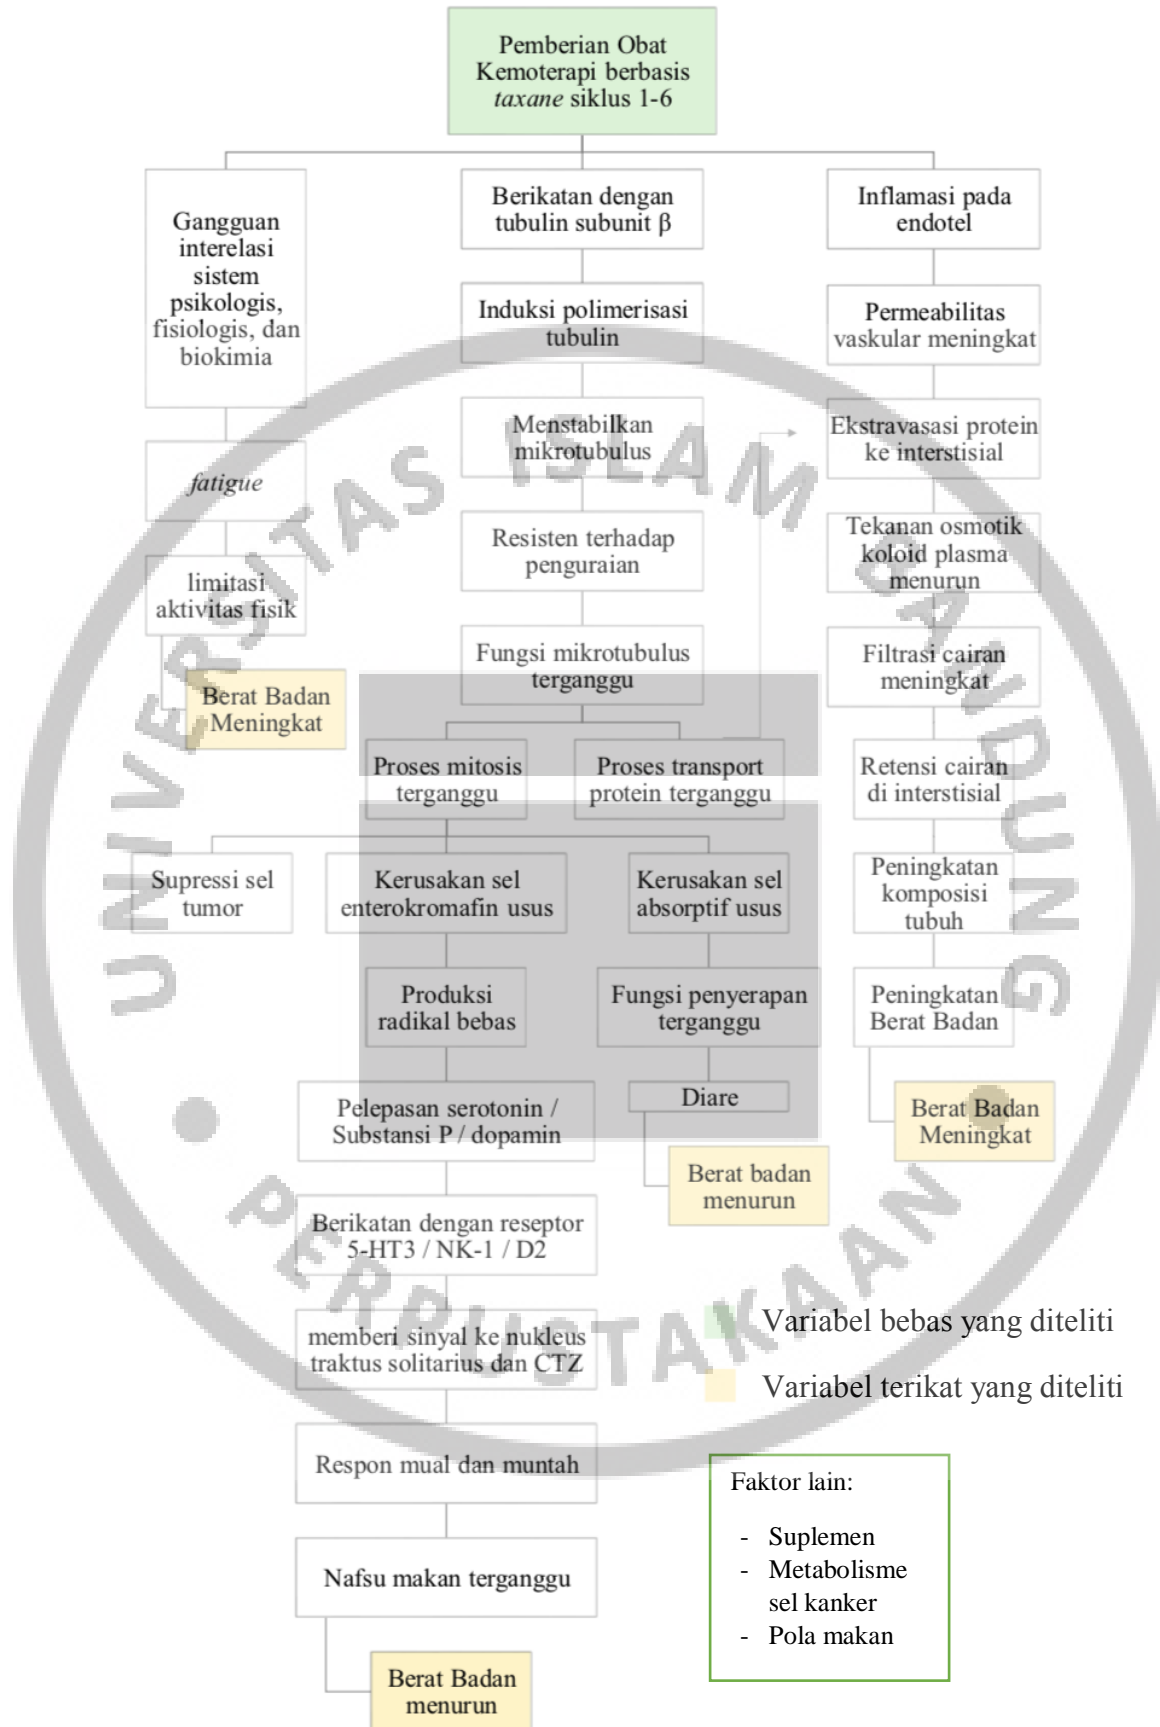 Pemberian Obat
Kemoterapi berbasis
taxane siklus 1-6
Gangguan
interelasi
sistem
psikologis,
fisiologis, dan
biokimia
fatigue
limitasi
aktivitas fisik
Berat Badan
Meningkat
Berikatan dengan
tubulin subunit β
Induksi polimerisasi
tubulin
Menstabilkan
mikrotubulus
Resisten terhadap
penguraian
Fungsi mikrotubulus
terganggu
Proses mitosis
terganggu
Proses transport
protein terganggu
Supressi sel
tumor
Kerusakan sel
enterokromafin usus
Produksi
radikal bebas
Pelepasan serotonin /
Substansi P / dopamin
Berikatan dengan reseptor
5-HT3 / NK-1 / D2
memberi sinyal ke nukleus
traktus solitarius dan CTZ
Respon mual dan muntah
Nafsu makan terganggu
Berat Badan
menurun
Kerusakan sel
absorptif usus
Fungsi penyerapan
terganggu
Diare
Berat badan
menurun
Inflamasi pada
endotel
Permeabilitas
vaskular meningkat
Ekstravasasi protein
ke interstisial
Tekanan osmotik
koloid plasma
menurun
Filtrasi cairan
meningkat
Retensi cairan
di interstisial
Peningkatan
komposisi
tubuh
Peningkatan
Berat Badan
Berat Badan
Meningkat
Variabel bebas yang diteliti
Variabel terikat yang diteliti
Faktor lain:
- Suplemen
- Metabolisme
sel kanker
- Pola makan
UNIVERSITAS ISLAM BANDUNG
• PERPUSTAKAAN •